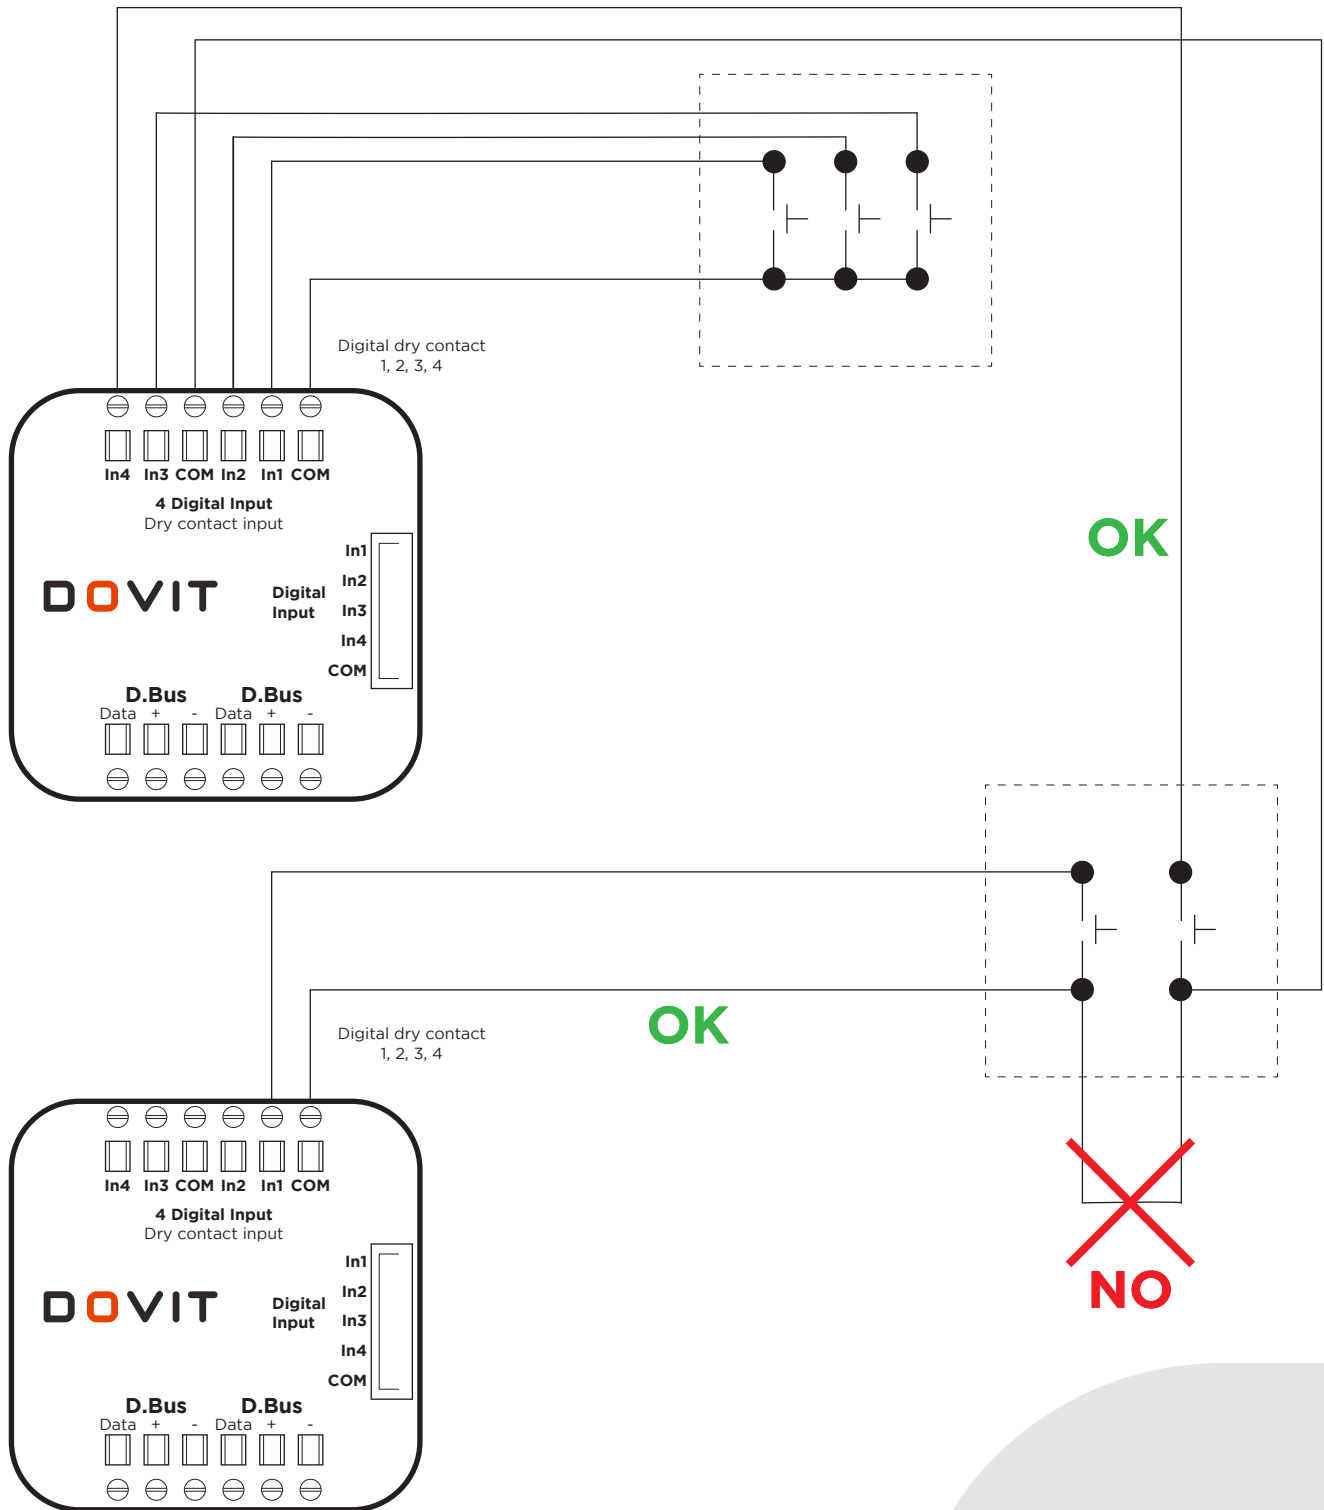 Digital dry contact
1, 2, 3, 4
In4 In3 COM In2 In1 COM
4 Digital Input
Dry contact input
OK
In1
In2
In3
In4
COM
Digital
Input
DOVIT
D.Bus D.Bus
Data + - Data + -
OK
Digital dry contact
1, 2, 3, 4
In4 In3 COM In2 In1 COM
4 Digital Input
Dry contact input
In1
In2
In3
In4
COM
Digital
Input
DOVIT
NO
D.Bus D.Bus
Data + - Data + -